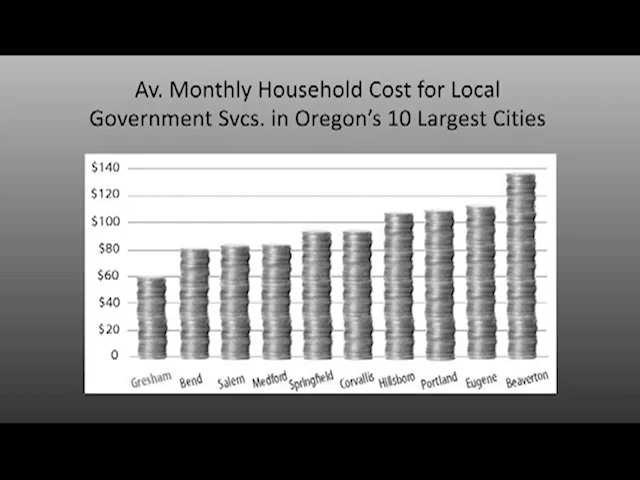 Av. Monthly Household Cost for Local
Government Svcs. in Oregon's 10 Largest Cities
$140
$120
$100
$80
$60
$40
$20
0
Gresham Bend Salem Medford Springfield Corvallis Hillsboro Portland Eugene Beaverton